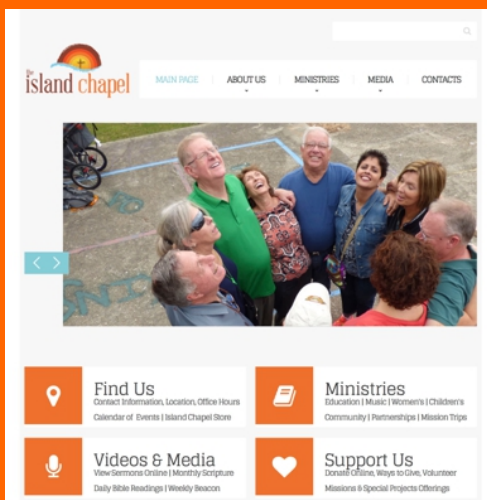 the
island chapel
MAIN PAGE
ABOUT US
MINISTRIES
MEDIA
CONTACTS
Find Us
Contact Information, Location, Office Hours
Calendar of Events | Island Chapel Store
Ministries
Education | Music | Women's | Children's
Community | Partnerships | Mission Trips
Videos & Media
View Sermons Online | Monthly Scripture
Daily Bible Readings | Weekly Beacon
Support Us
Donate Online, Ways to Give, Volunteer
Missions & Special Projects Offerings